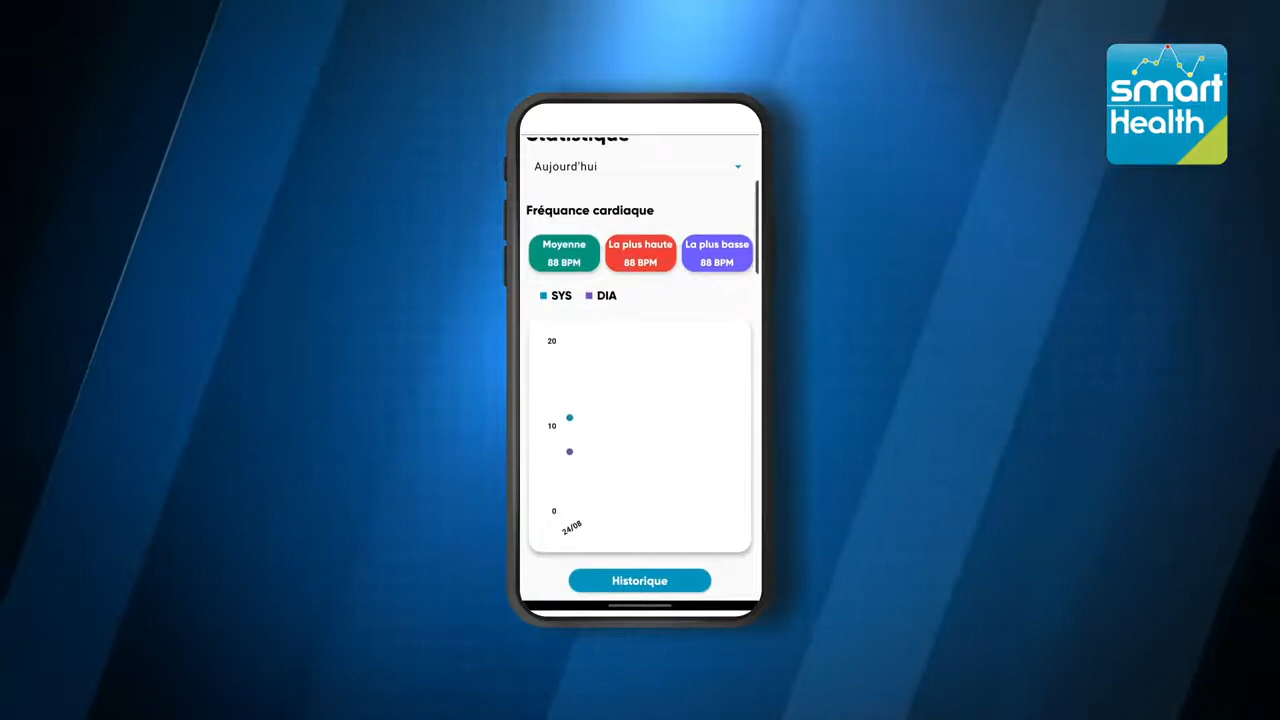 smart
Health
Statistique
Aujourd'hui
Fréquance cardiaque
Moyenne
88 BPM
La plus haute
88 BPM
La plus basse
88 BPM
SYS
DIA
20
10
0
24/08
Historique